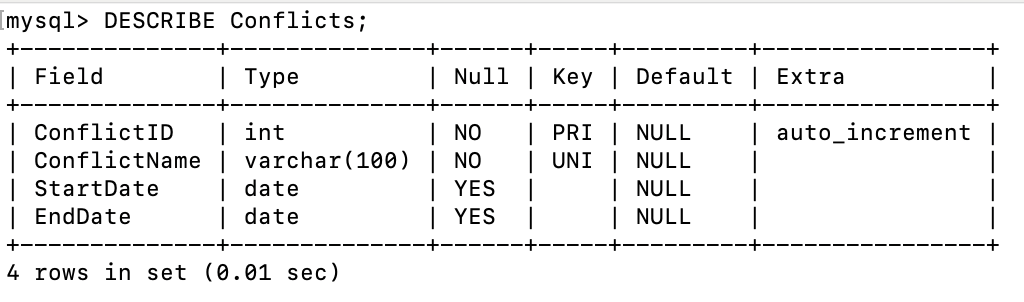 mysql> DESCRIBE Conflicts;
+--------------+--------------+------+-----+---------+----------------+
| Field        | Type         | Null | Key | Default | Extra          |
+--------------+--------------+------+-----+---------+----------------+
| ConflictID   | int          | NO   | PRI | NULL    | auto_increment |
| ConflictName | varchar(100) | NO   | UNI | NULL    |                |
| StartDate    | date         | YES  |     | NULL    |                |
| EndDate      | date         | YES  |     | NULL    |                |
+--------------+--------------+------+-----+---------+----------------+
4 rows in set (0.01 sec)